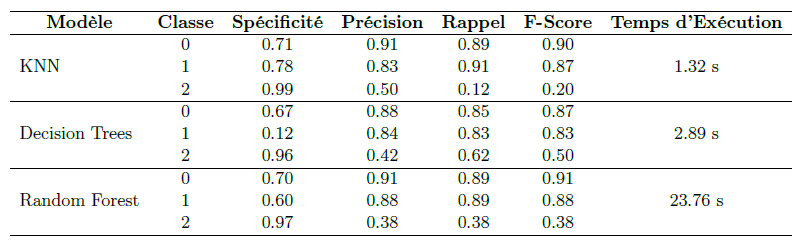 Modèle Classe Spécificité Précision Rappel F-Score Temps d'Exécution
0 0.71 0.91 0.89 0.90
KNN 1 0.78 0.83 0.91 0.87 1.32 s
2 0.99 0.50 0.12 0.20
0 0.67 0.88 0.85 0.87
Decision Trees 1 0.12 0.84 0.83 0.83 2.89 s
2 0.96 0.42 0.62 0.50
0 0.70 0.91 0.89 0.91
Random Forest 1 0.60 0.88 0.89 0.88 23.76 s
2 0.97 0.38 0.38 0.38